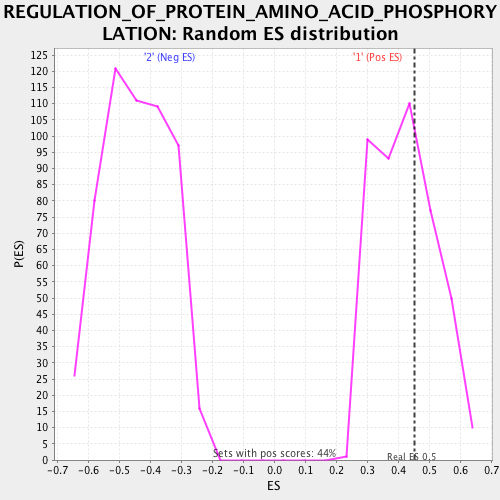 REGULATION_OF_PROTEIN_AMINO_ACID_PHOSPHORY
LATION: Random ES distribution
'2' (Neg ES)
'1' (Pos ES)
125
120
115
110
105
100
95
90
85
80
75
70
65
60
55
50
45
40
35
30
25
20
15
10
5
0
P(ES)
Sets with pos scores: 44%
Real ES 0,5
-0.7 -0.6 -0.5 -0.4 -0.3 -0.2 -0.1 0.0 0.1 0.2 0.3 0.4 0.5 0.6 0.7
ES